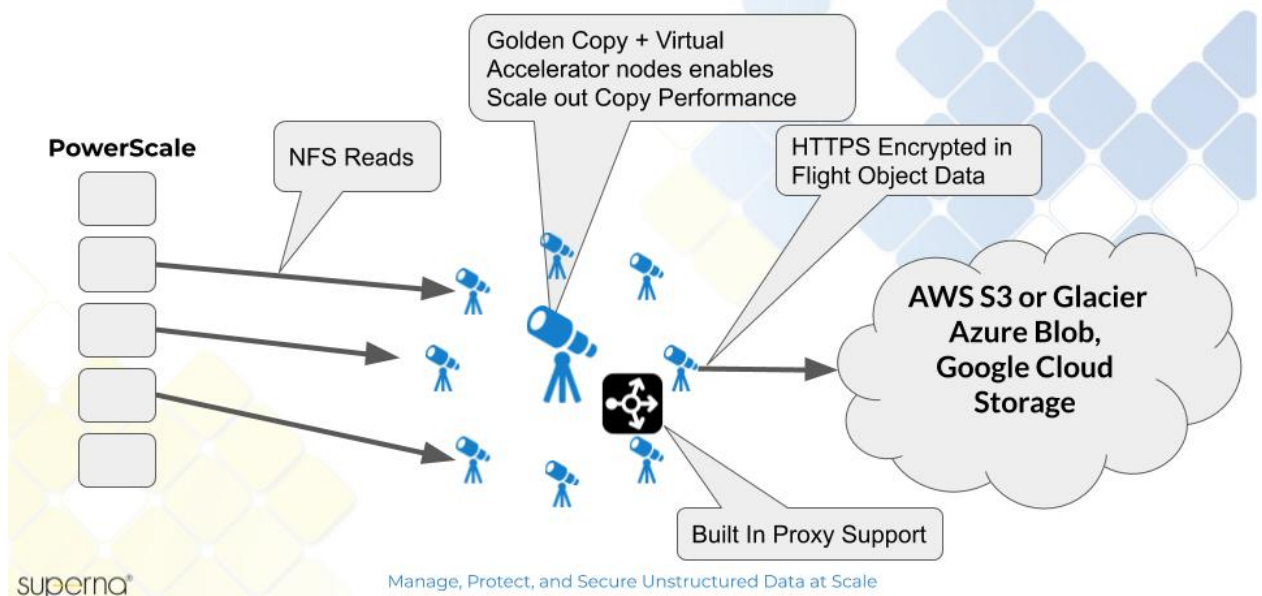 Golden Copy + Virtual
Accelerator nodes enables
Scale out Copy Performance
PowerScale
NFS Reads
HTTPS Encrypted in
Flight Object Data
AWS S3 or Glacier
Azure Blob,
Google Cloud
Storage
Built In Proxy Support
superna®
Manage, Protect, and Secure Unstructured Data at Scale